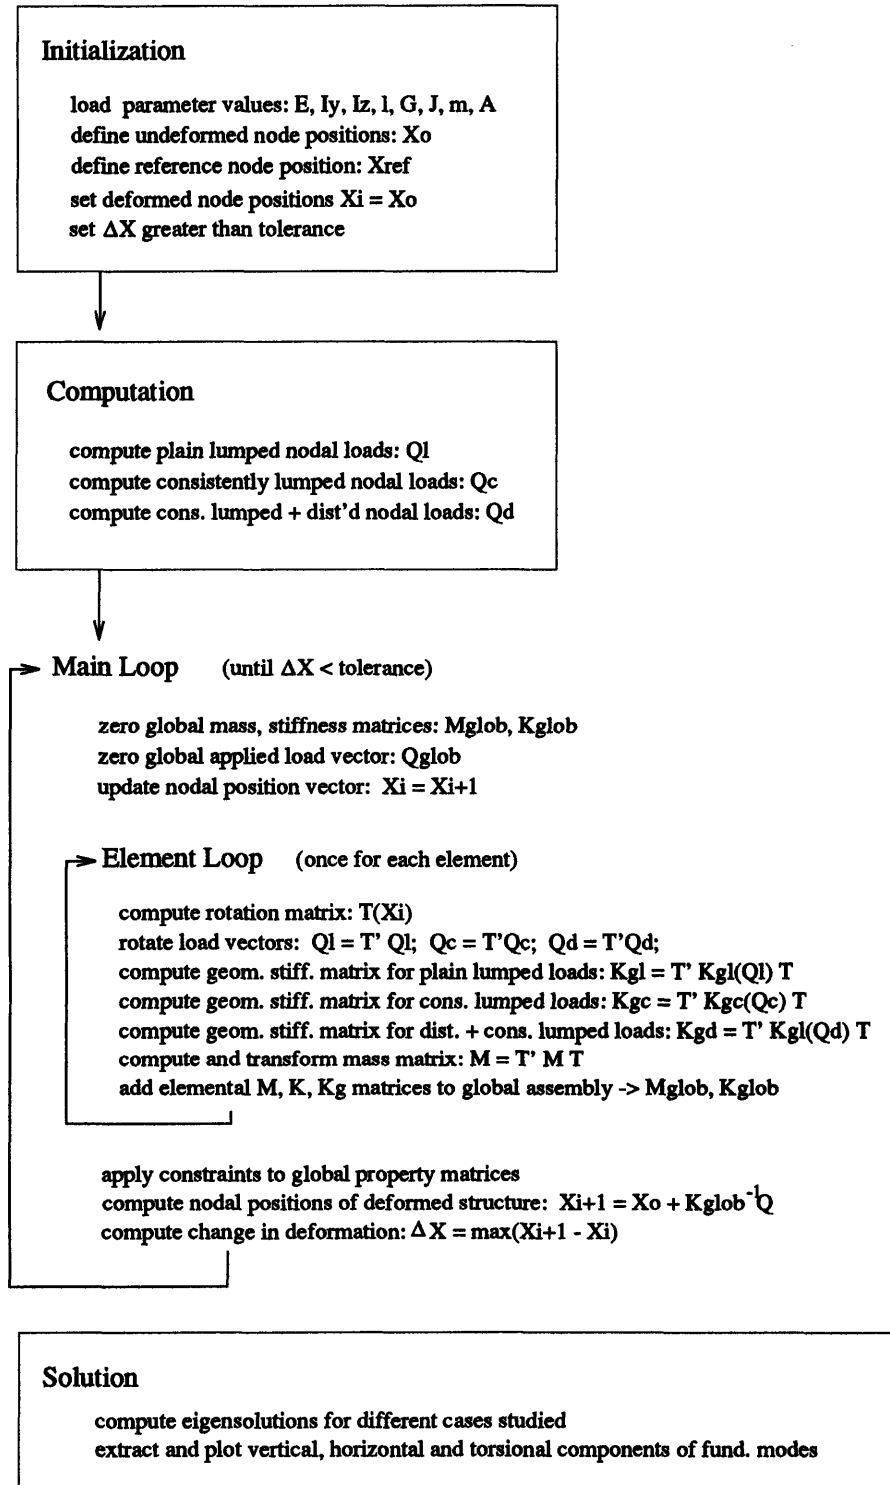 Initialization
load parameter values: E, Iy, Iz, l, G, J, m, A
define undeformed node positions: Xo
define reference node position: Xref
set deformed node positions Xi = Xo
set ΔX greater than tolerance
Computation
compute plain lumped nodal loads: Ql
compute consistently lumped nodal loads: Qc
compute cons. lumped + dist'd nodal loads: Qd
Main Loop (until ΔX < tolerance)
zero global mass, stiffness matrices: Mglob, Kglob
zero global applied load vector: Qglob
update nodal position vector: Xi = Xi+1
Element Loop (once for each element)
compute rotation matrix: T(Xi)
rotate load vectors: Ql = T' Ql; Qc = T'Qc; Qd = T'Qd;
compute geom. stiff. matrix for plain lumped loads: Kgl = T' Kgl(Ql) T
compute geom. stiff. matrix for cons. lumped loads: Kgc = T' Kgc(Qc) T
compute geom. stiff. matrix for dist. + cons. lumped loads: Kgd = T' Kgl(Qd) T
compute and transform mass matrix: M = T' M T
add elemental M, K, Kg matrices to global assembly -> Mglob, Kglob
apply constraints to global property matrices
compute nodal positions of deformed structure: Xi+1 = Xo + Kglob⁻¹Q
compute change in deformation: ΔX = max(Xi+1 - Xi)
Solution
compute eigensolutions for different cases studied
extract and plot vertical, horizontal and torsional components of fund. modes